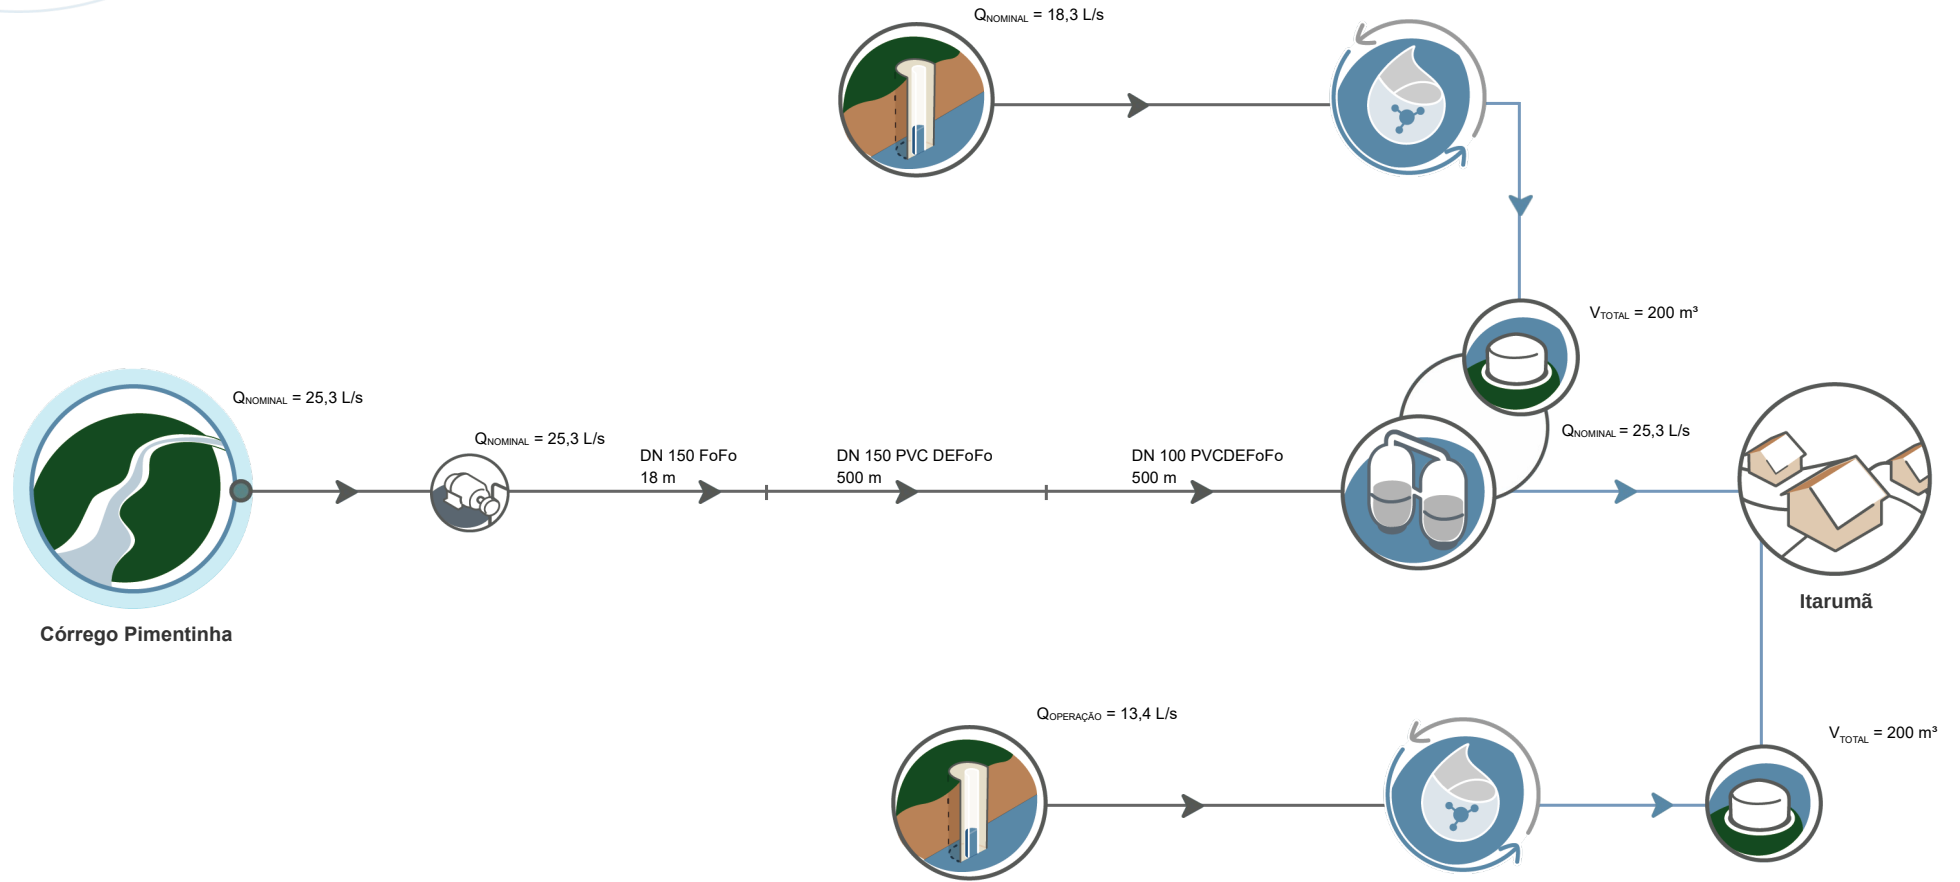 QNOMINAL = 18,3 L/s
VTOTAL = 200 m³
QNOMINAL = 25,3 L/s
QNOMINAL = 25,3 L/s
DN 150 FoFo
18 m
DN 150 PVC DEFoFo
500 m
DN 100 PVCDEFoFo
500 m
QNOMINAL = 25,3 L/s
Itarumã
Córrego Pimentinha
QOPERAÇÃO = 13,4 L/s
VTOTAL = 200 m³